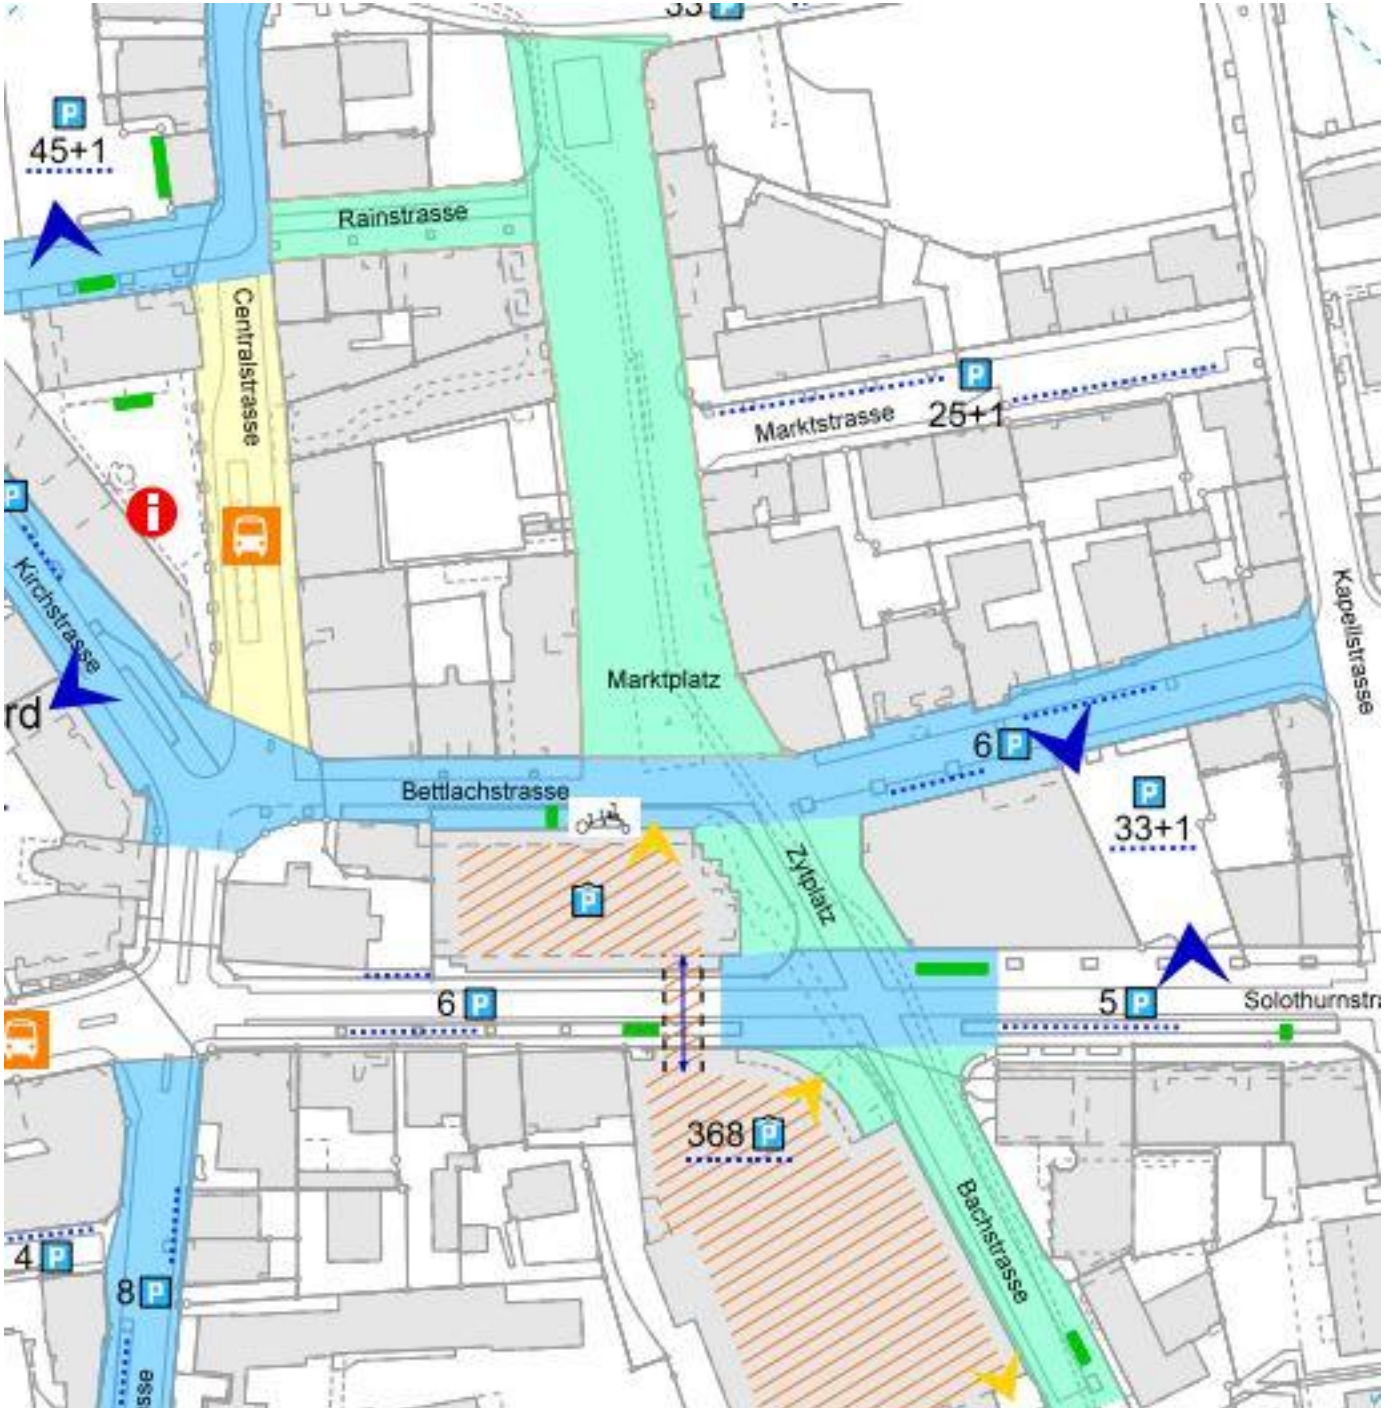 33 P
P
45+1
Rainstrasse
Centralstrasse
P
25+1
Marktstrasse
P
i
Kirchstrasse
Kapellstrasse
rd
Marktplatz
6 P
Bettlachstrasse
P
33+1
Zytplatz
P
6 P
5 P
Solothurnstra
368 P
Bachstrasse
4 P
8 P
sse